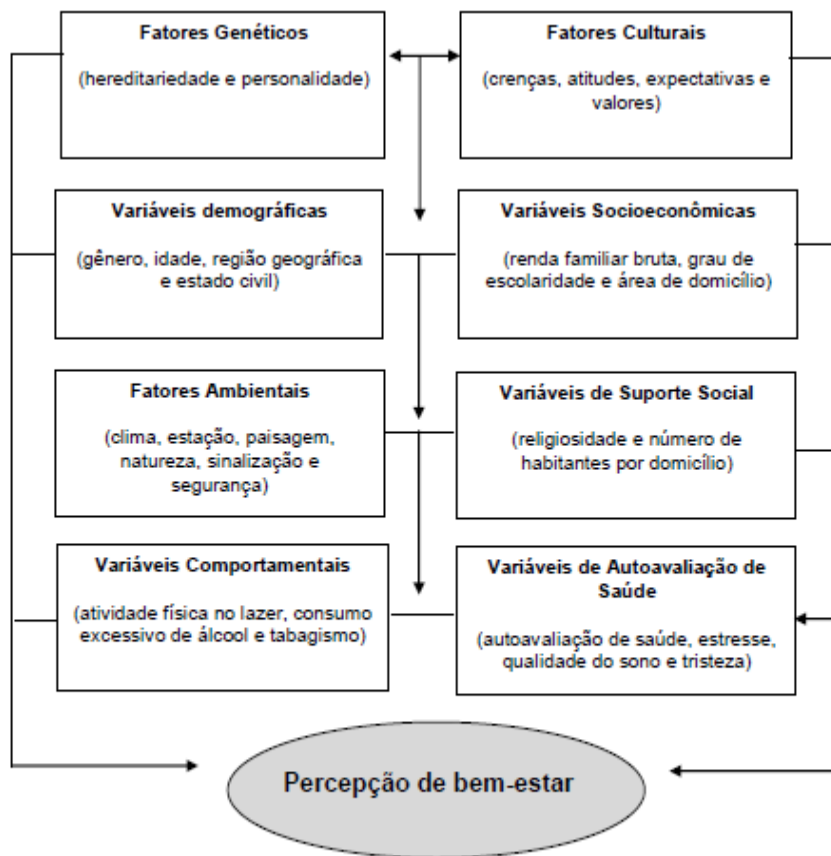 Fatores Genéticos
(hereditariedade e personalidade)
Fatores Culturais
(crenças, atitudes, expectativas e
valores)
Variáveis demográficas
(gênero, idade, região geográfica
e estado civil)
Variáveis Socioeconômicas
(renda familiar bruta, grau de
escolaridade e área de domicílio)
Fatores Ambientais
(clima, estação, paisagem,
natureza, sinalização e
segurança)
Variáveis de Suporte Social
(religiosidade e número de
habitantes por domicílio)
Variáveis Comportamentais
(atividade física no lazer, consumo
excessivo de álcool e tabagismo)
Variáveis de Autoavaliação de
Saúde
(autoavaliação de saúde, estresse,
qualidade do sono e tristeza)
Percepção de bem-estar